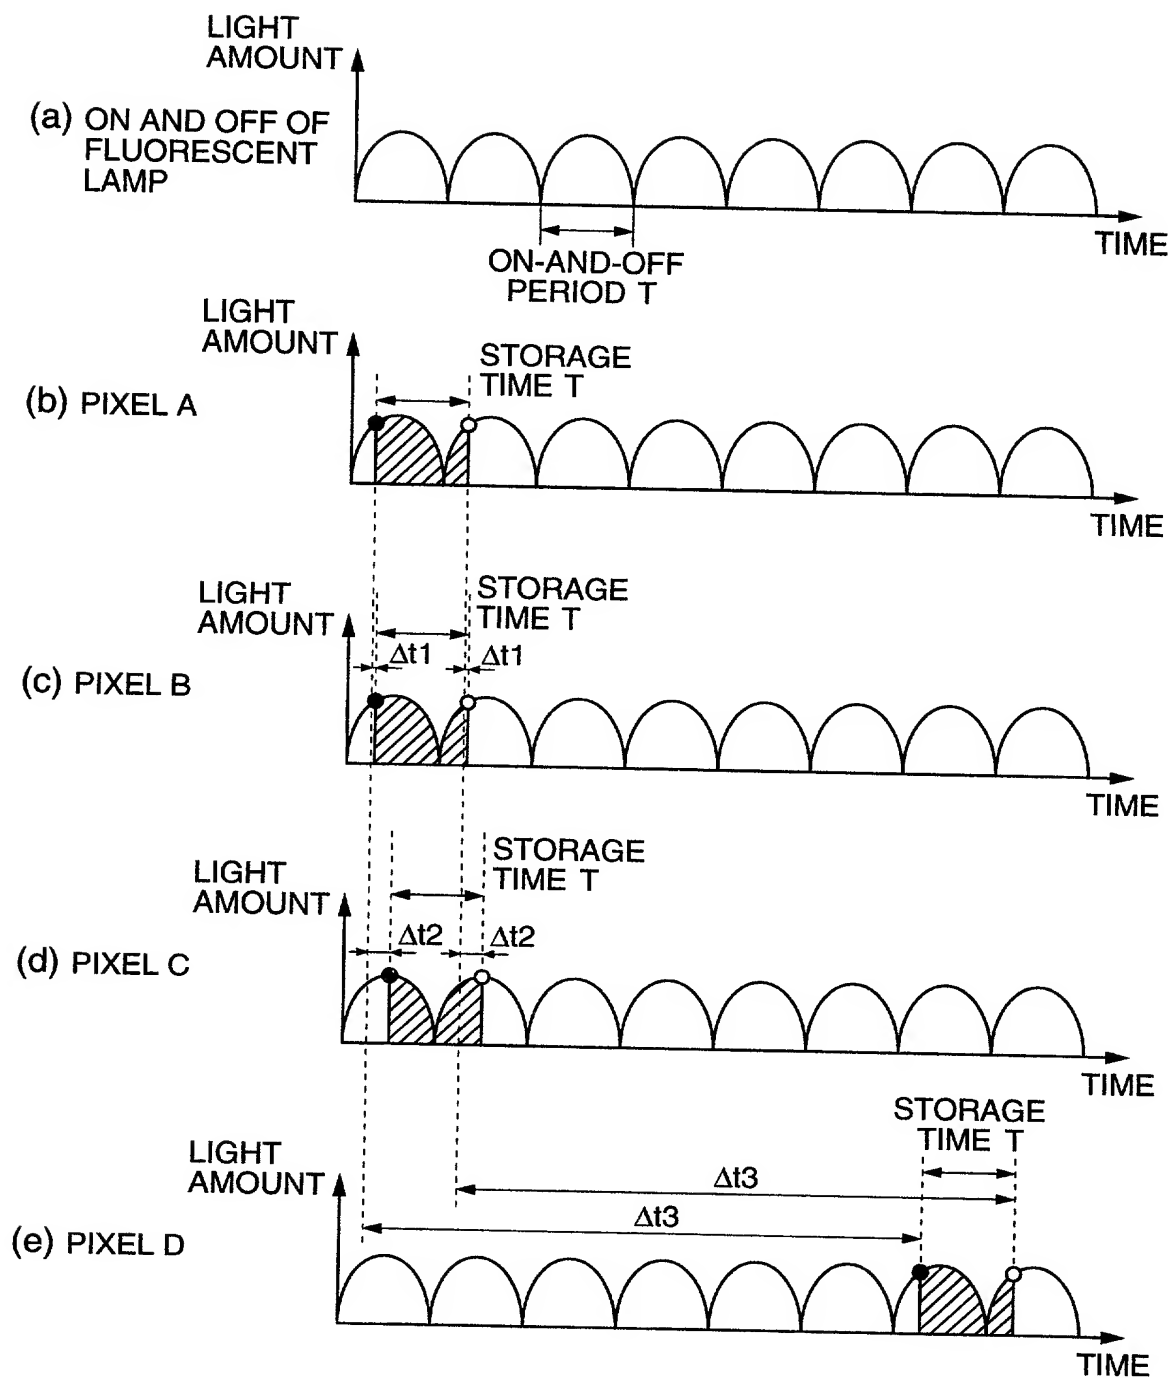 LIGHT
AMOUNT
(a) ON AND OFF OF
FLUORESCENT
LAMP
TIME
ON-AND-OFF
PERIOD T
LIGHT
AMOUNT
STORAGE
TIME T
(b) PIXEL A
TIME
LIGHT
AMOUNT
STORAGE
TIME T
Δt1 Δt1
(c) PIXEL B
TIME
LIGHT
AMOUNT
STORAGE
TIME T
Δt2 Δt2
(d) PIXEL C
TIME
STORAGE
TIME T
LIGHT
AMOUNT
Δt3
Δt3
(e) PIXEL D
TIME